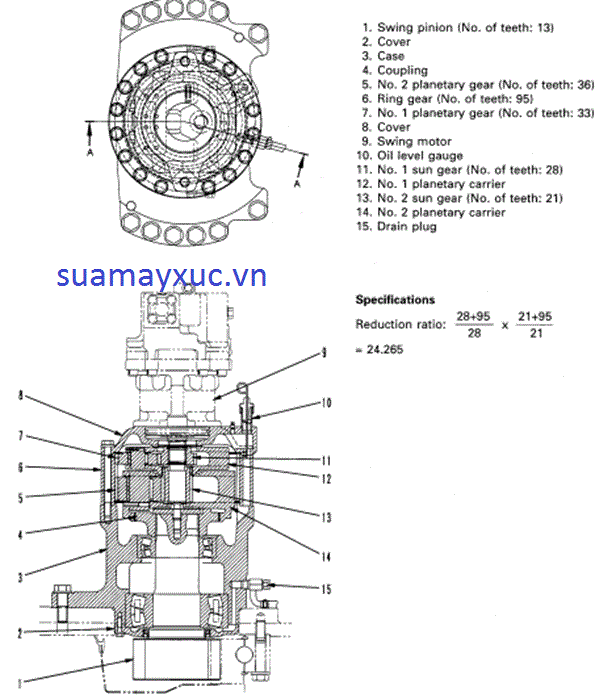 1. Swing pinion (No. of teeth: 13)
2. Cover
3. Case
4. Coupling
5. No. 2 planetary gear (No. of teeth: 36)
6. Ring gear (No. of teeth: 95)
7. No. 1 planetary gear (No. of teeth: 33)
8. Cover
9. Swing motor
10. Oil level gauge
11. No. 1 sun gear (No. of teeth: 28)
12. No. 1 planetary carrier
13. No. 2 sun gear (No. of teeth: 21)
14. No. 2 planetary carrier
15. Drain plug
A
A
suamayxuc.vn
Specifications
Reduction ratio: 28+95/28 x 21+95/21
= 24.265
9
8
10
7
11
6
12
5
13
4
14
3
15
2
1